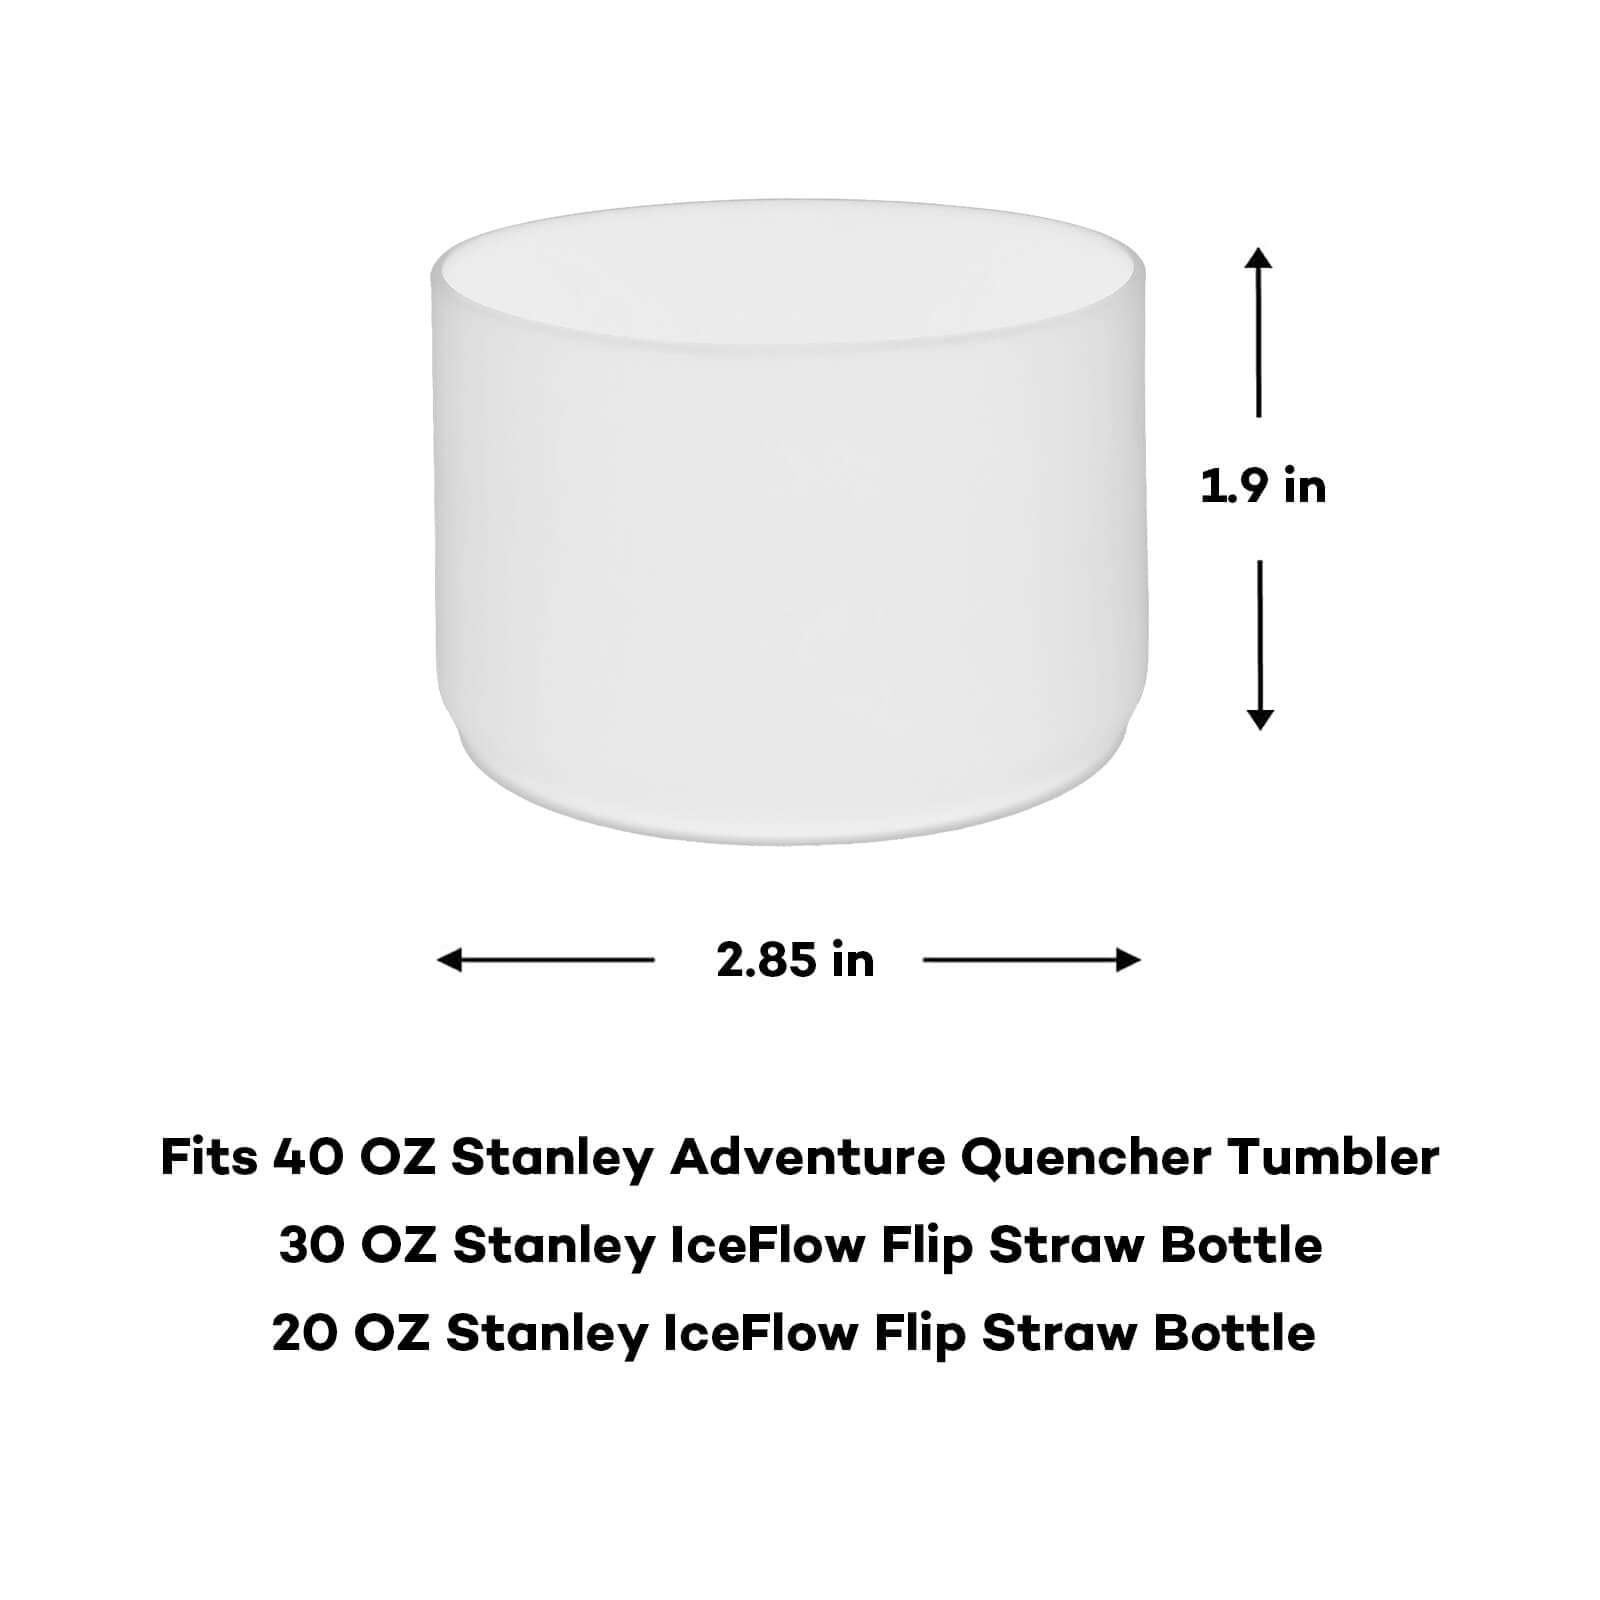 1.9 in
2.85 in
Fits 40 OZ Stanley Adventure Quencher Tumbler
30 OZ Stanley IceFlow Flip Straw Bottle
20 OZ Stanley IceFlow Flip Straw Bottle